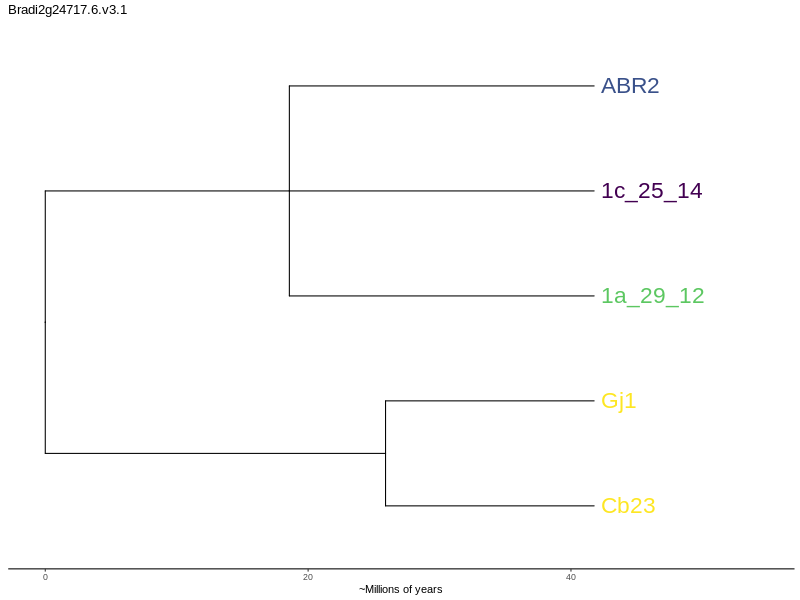 Bradi2g24717.6.v3.1
ABR2
1c_25_14
1a_29_12
Gj1
Cb23
0 20 40
~Millions of years